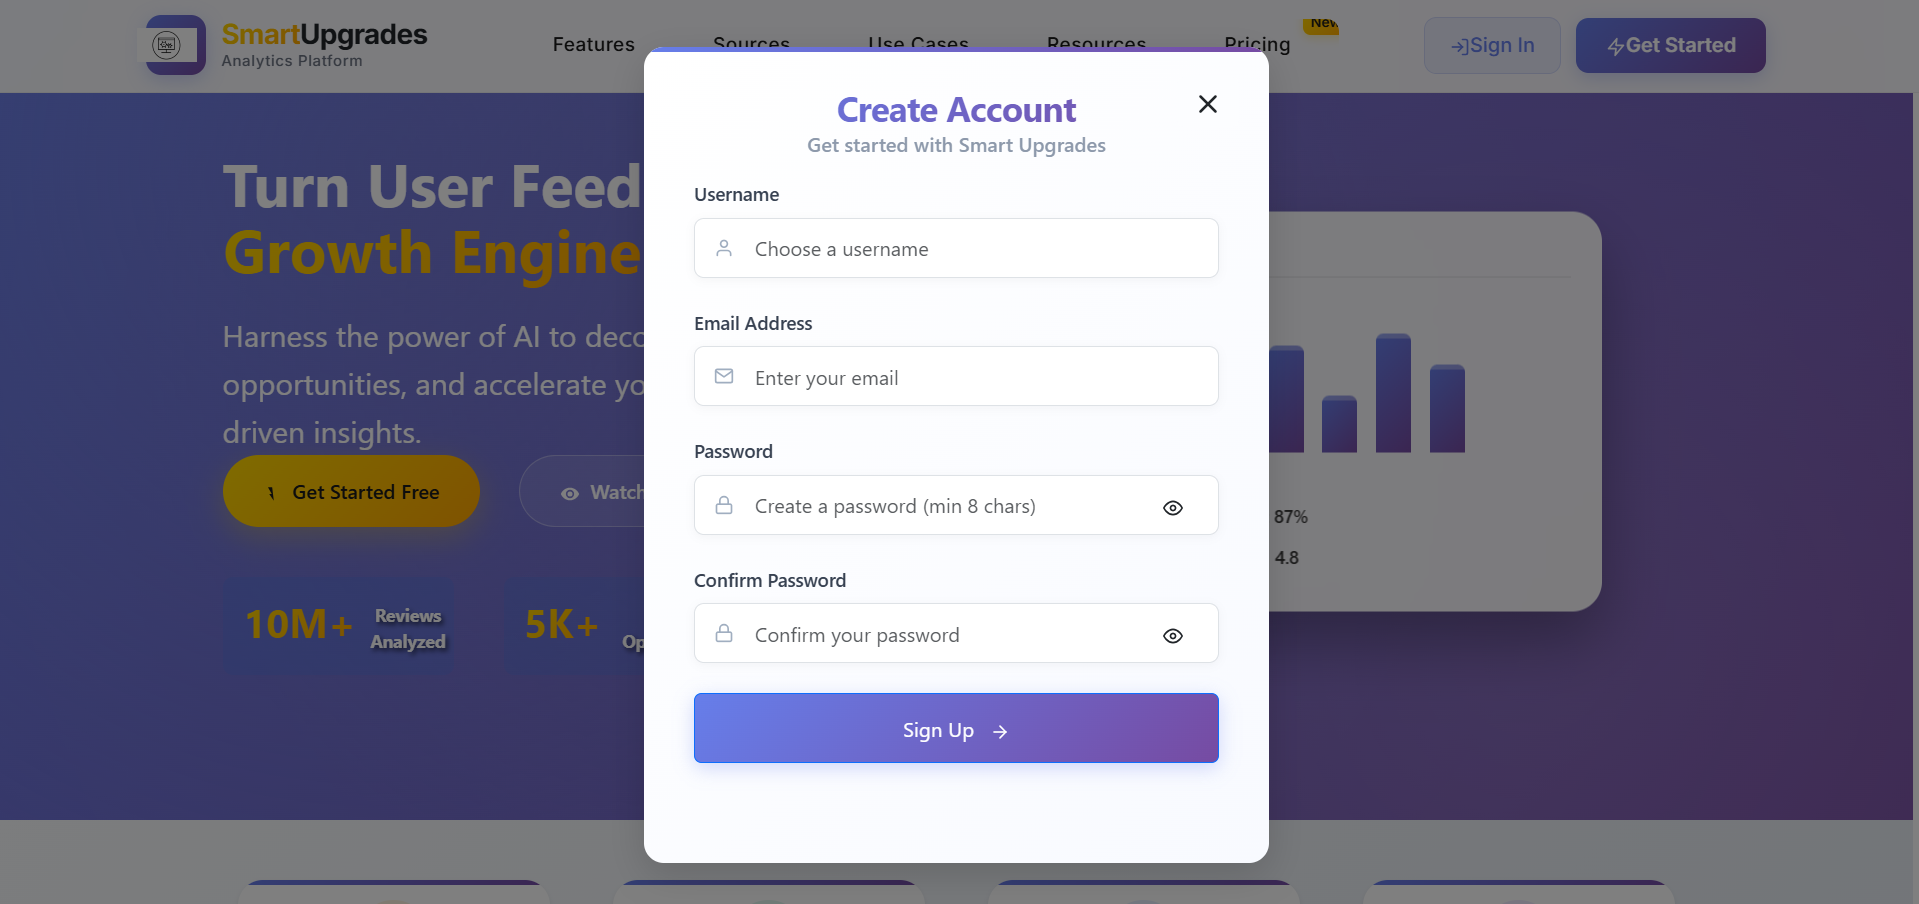 SmartUpgrades
Analytics Platform
Features
Sources
Use Cases
Resources
Pricing
New
Sign In
Get Started
Turn User Feed
Growth Engine
Harness the power of AI to deco
opportunities, and accelerate yo
driven insights.
Get Started Free
Watch
10M+
Reviews
Analyzed
5K+
Op
87%
4.8
Create Account
Get started with Smart Upgrades
Username
Choose a username
Email Address
Enter your email
Password
Create a password (min 8 chars)
Confirm Password
Confirm your password
Sign Up